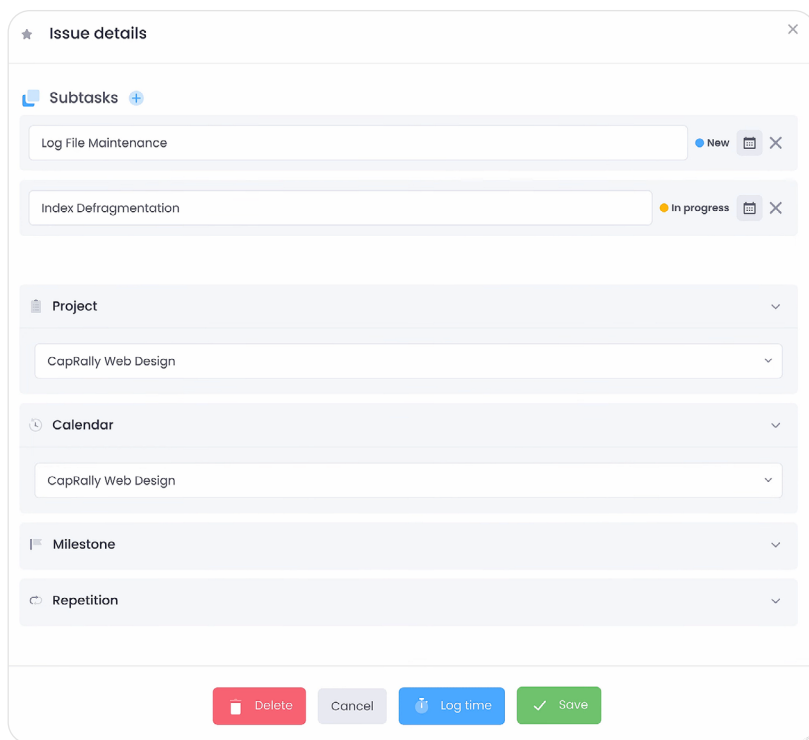 Issue details
Subtasks
Log File Maintenance
New
Index Defragmentation
In progress
Project
CapRally Web Design
Calendar
CapRally Web Design
Milestone
Repetition
Delete
Cancel
Log time
Save